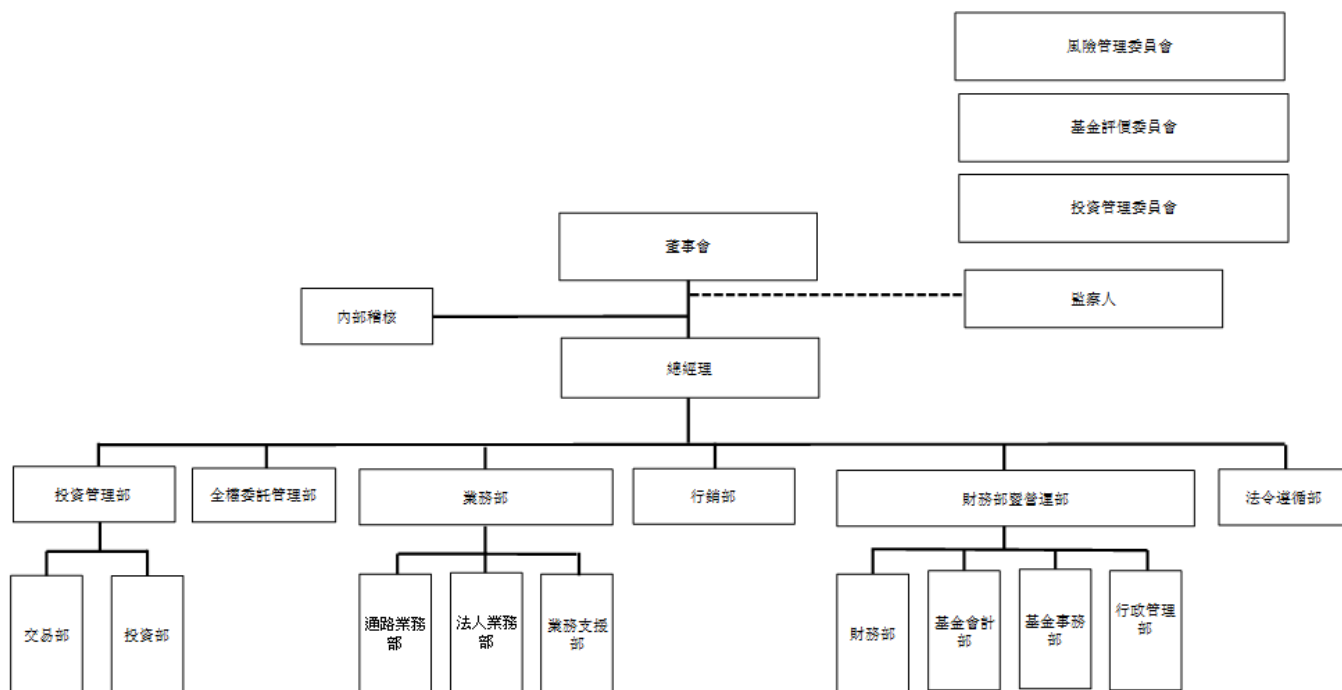 風險管理委員會
基金評價委員會
投資管理委員會
董事會
監察人
內部稽核
總經理
投資管理部
全權委託管理部
業務部
行銷部
財務部暨營運部
法令遵循部
交易部
投資部
通路業務
部
法人業務
部
業務支援
部
財務部
基金會計
部
基金事務
部
行政管理
部